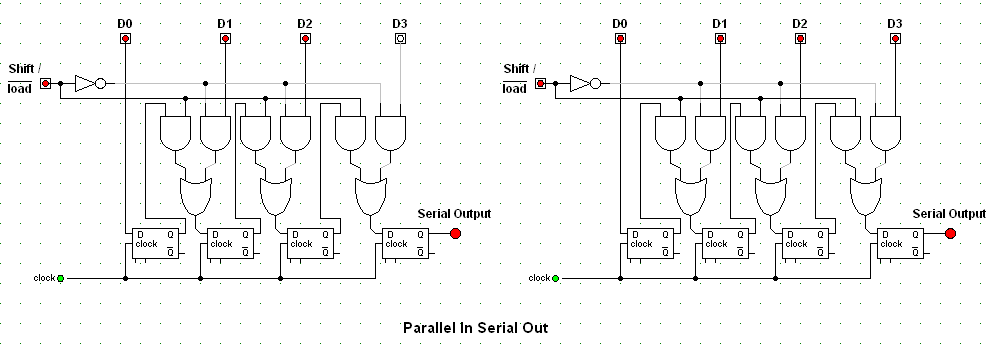 D0 D1 D2 D3 D0 D1 D2 D3
Shift / Shift /
load load
Serial Output Serial Output
D Q D Q D Q D Q D Q D Q D Q D Q
clock clock clock clock clock clock clock clock
Q Q Q Q Q Q Q Q
clock clock
Parallel In Serial Out